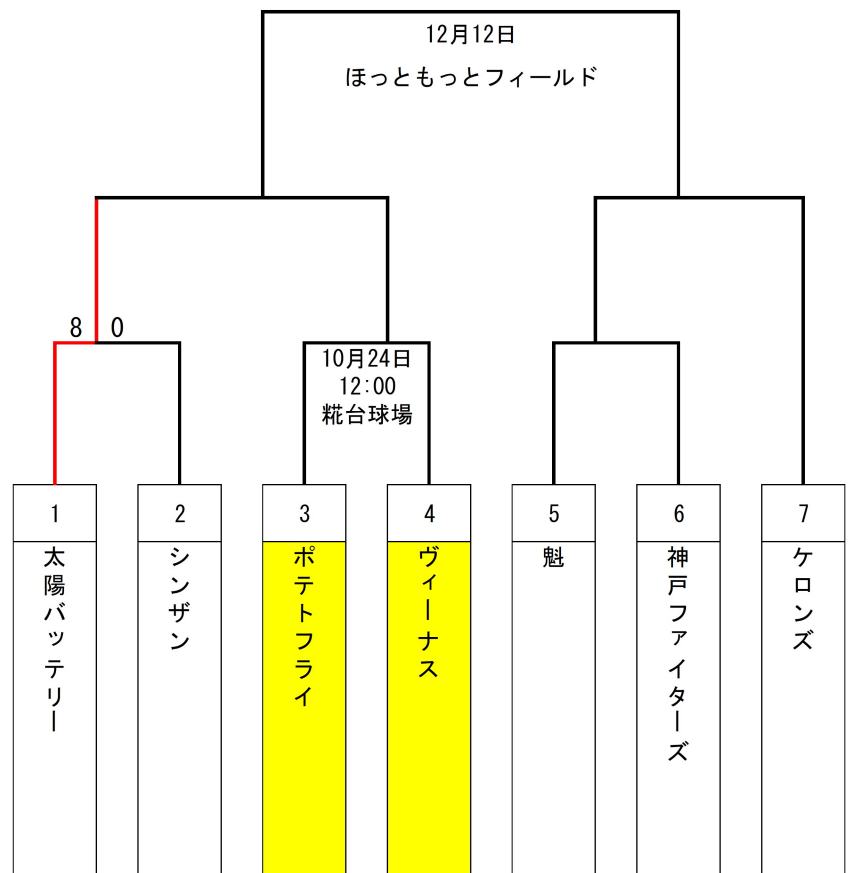 12月12日
ほっともっとフィールド
8 0
10月24日
12:00
糀台球場
1 2 3 4 5 6 7
太陽バッテリー
シンザン
ポテトフライ
ヴィーナス
魁
神戸ファイターズ
ケロンズ